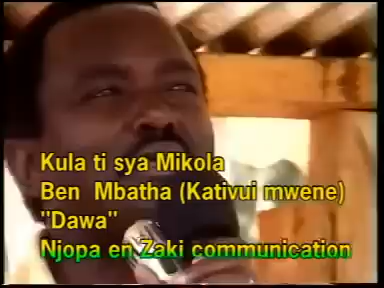 Kula ti sya Mikola
Ben Mbatha (Kativui mwene)
"Dawa"
Njopa en Zaki communication